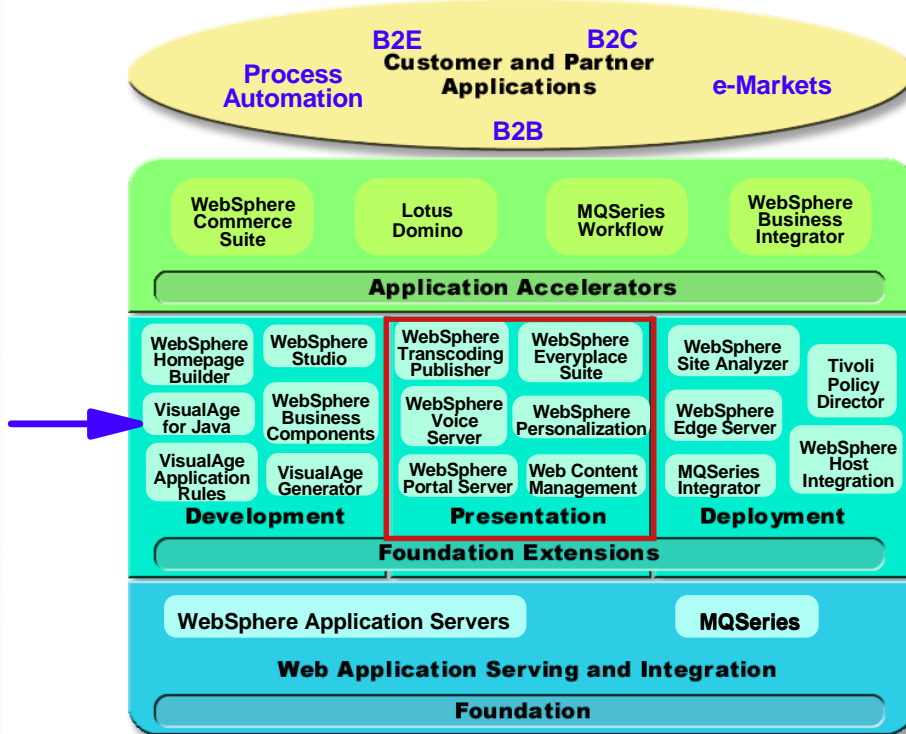 B2E
B2C
Customer and Partner
Applications
Process
Automation
e-Markets
B2B
WebSphere
Commerce
Suite
Lotus
Domino
MQSeries
Workflow
WebSphere
Business
Integrator
Application Accelerators
WebSphere
Homepage
Builder
WebSphere
Studio
VisualAge
for Java
WebSphere
Business
Components
VisualAge
Application
Rules
VisualAge
Generator
Development
WebSphere
Transcoding
Publisher
WebSphere
Everyplace
Suite
WebSphere
Voice
Server
WebSphere
Personalization
WebSphere
Portal Server
Web Content
Management
Presentation
WebSphere
Site Analyzer
Tivoli
Policy
Director
WebSphere
Edge Server
WebSphere
Host
Integration
MQSeries
Integrator
Deployment
Foundation Extensions
WebSphere Application Servers
MQSeries
Web Application Serving and Integration
Foundation